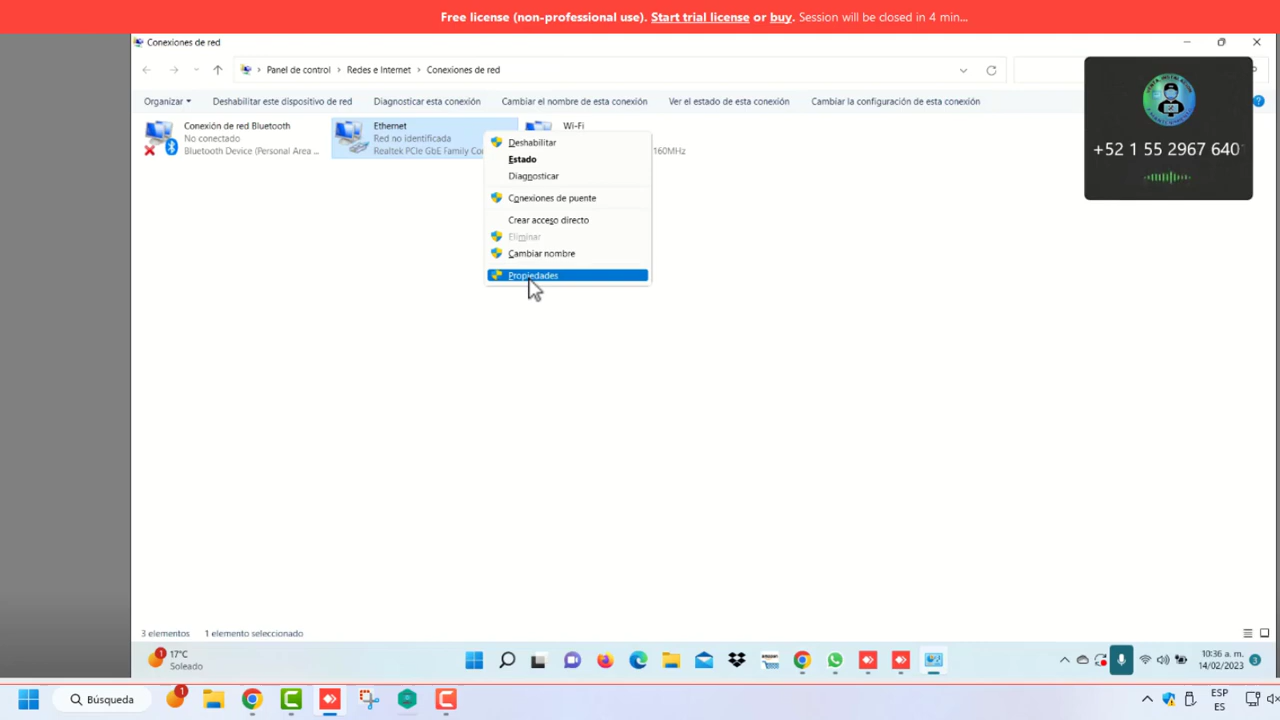 Free license (non-professional use). Start trial license or buy. Session will be closed in 4 min...
Conexiones de red
Panel de control > Redes e Internet > Conexiones de red
Organizar
Deshabilitar este dispositivo de red
Diagnosticar esta conexión
Cambiar el nombre de esta conexión
Ver el estado de esta conexión
Cambiar la configuración de esta conexión
Conexión de red Bluetooth
No conectado
Bluetooth Device (Personal Area ...
Ethernet
Red no identificada
Realtek PCIe GbE Family
Wi-Fi
160MHz
Deshabilitar
Estado
Diagnosticar
Conexiones de puente
Crear acceso directo
Eliminar
Cambiar nombre
Propiedades
+52 1 55 2967 640
3 elementos
1 elemento seleccionado
1
17°C
Soleado
amazon
10:36 a. m.
14/02/2023
3
Búsqueda
1
ESP
ES